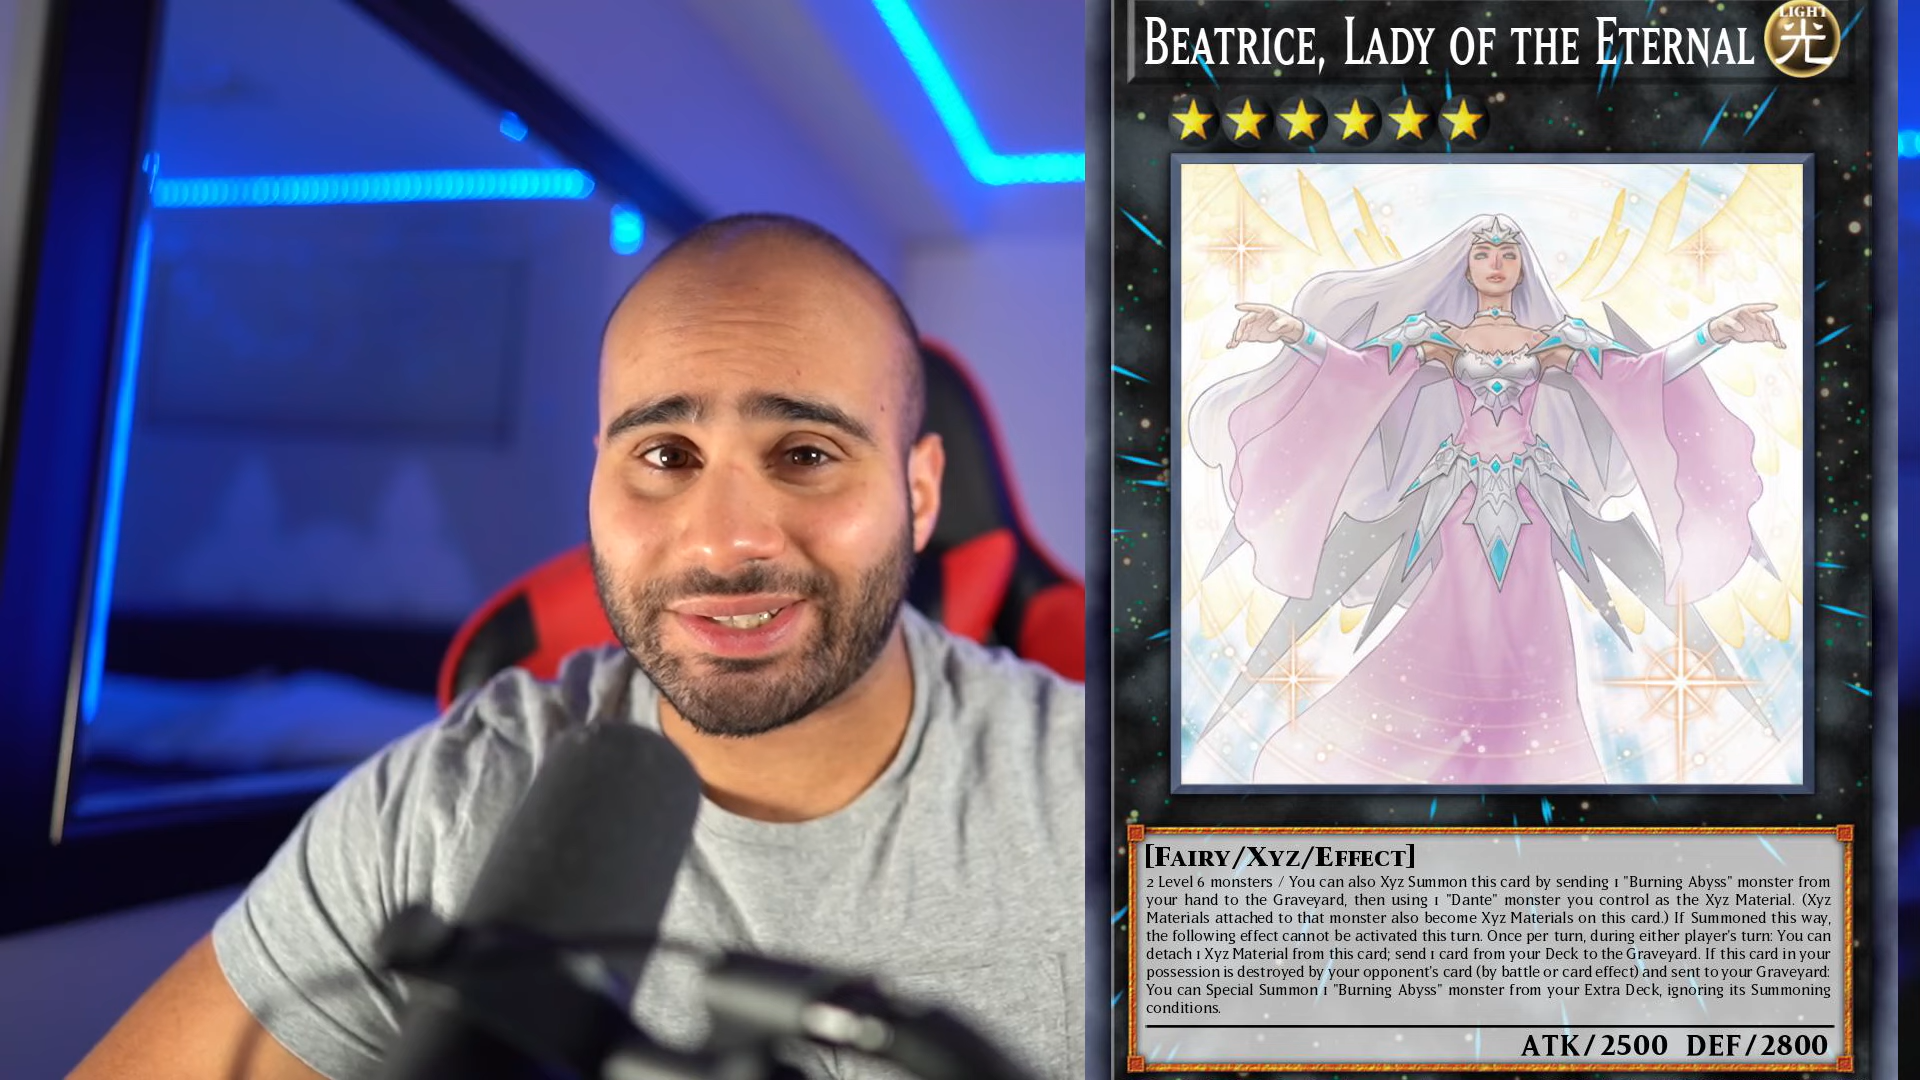 BEATRICE, LADY OF THE ETERNAL
LIGHT
光
[FAIRY/XYZ/EFFECT]
2 Level 6 monsters / You can also Xyz Summon this card by sending 1 "Burning Abyss" monster from
your hand to the Graveyard, then using 1 "Dante" monster you control as the Xyz Material. (Xyz
Materials attached to that monster also become Xyz Materials on this card.) If Summoned this way,
the following effect cannot be activated this turn. Once per turn, during either player's turn: You can
detach 1 Xyz Material from this card; send 1 card from your Deck to the Graveyard. If this card in your
possession is destroyed by your opponent's card (by battle or card effect) and sent to your Graveyard:
You can Special Summon 1 "Burning Abyss" monster from your Extra Deck, ignoring its Summoning
conditions.
ATK/2500 DEF/2800